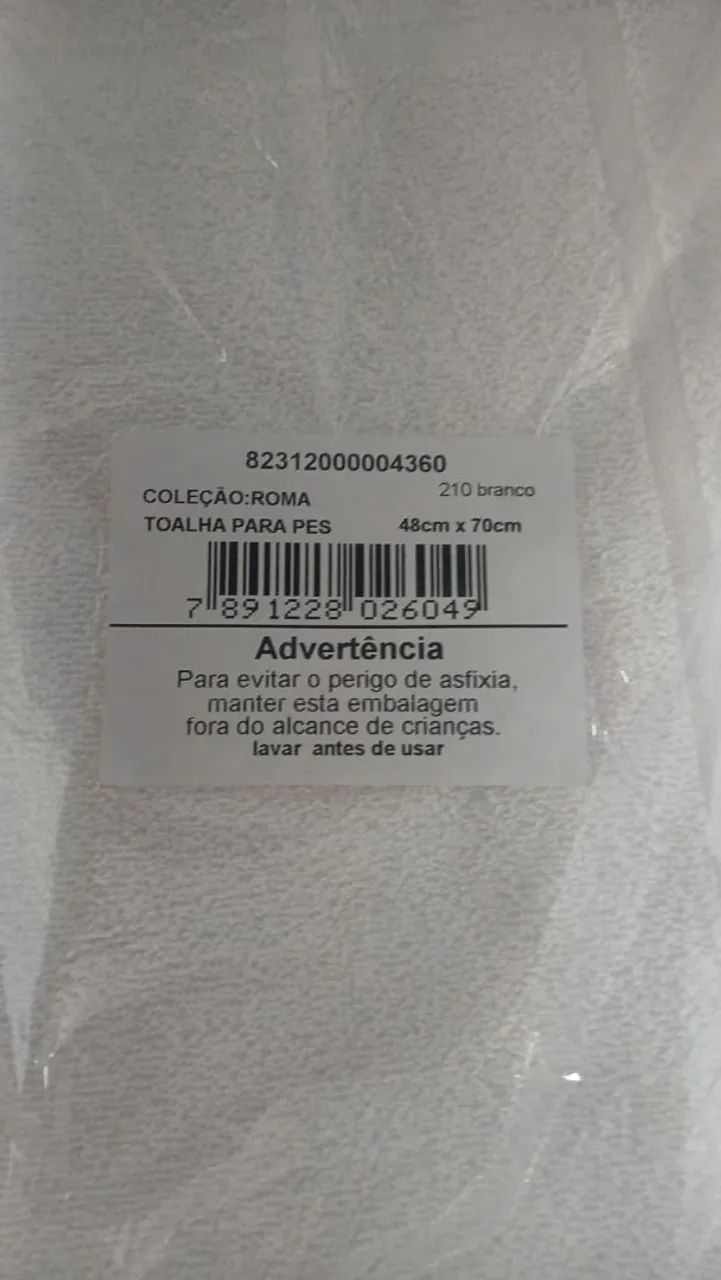 82312000004360
210 branco
COLEÇÃO:ROMA
TOALHA PARA PES 48cm x 70cm
7 891228 026049
Advertência
Para evitar o perigo de asfixia,
manter esta embalagem
fora do alcance de crianças.
lavar antes de usar